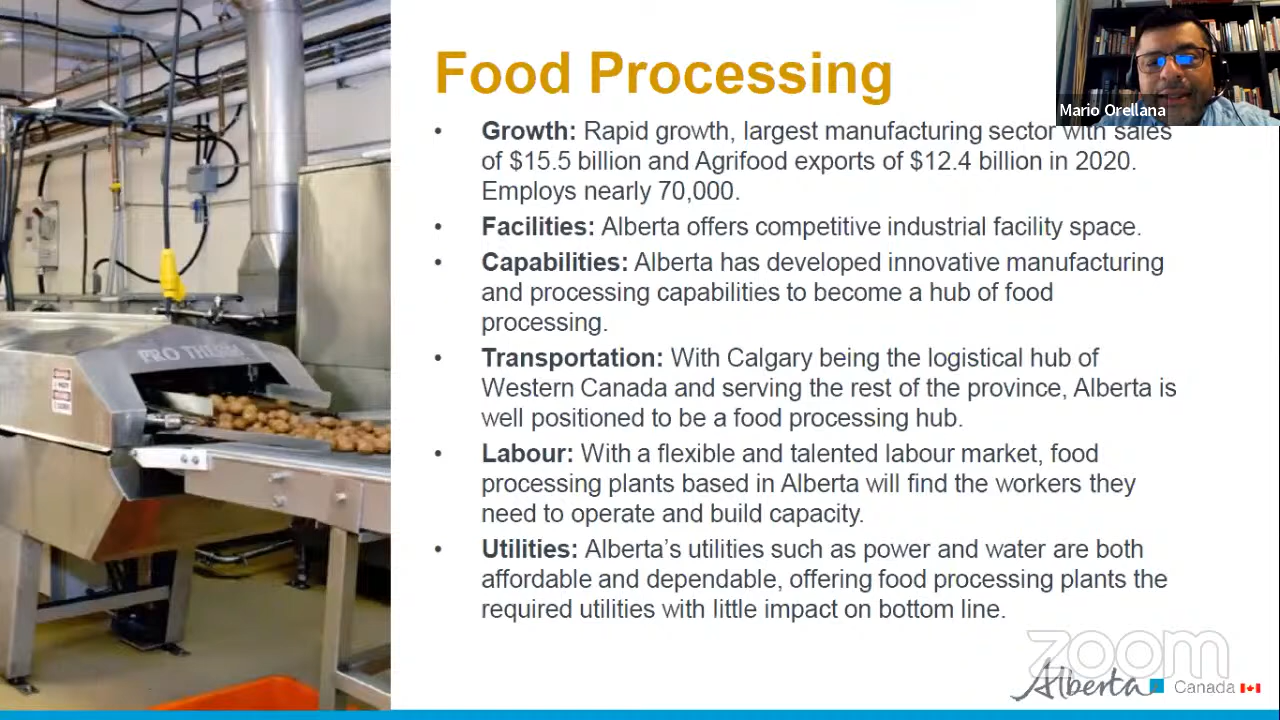 Food Processing
Mario Orellana
• Growth: Rapid growth, largest manufacturing sector with sales
of $15.5 billion and Agrifood exports of $12.4 billion in 2020.
Employs nearly 70,000.
• Facilities: Alberta offers competitive industrial facility space.
• Capabilities: Alberta has developed innovative manufacturing
and processing capabilities to become a hub of food
processing.
• Transportation: With Calgary being the logistical hub of
Western Canada and serving the rest of the province, Alberta is
well positioned to be a food processing hub.
• Labour: With a flexible and talented labour market, food
processing plants based in Alberta will find the workers they
need to operate and build capacity.
• Utilities: Alberta’s utilities such as power and water are both
affordable and dependable, offering food processing plants the
required utilities with little impact on bottom line.
PRO THERM
zoom
Alberta Canada